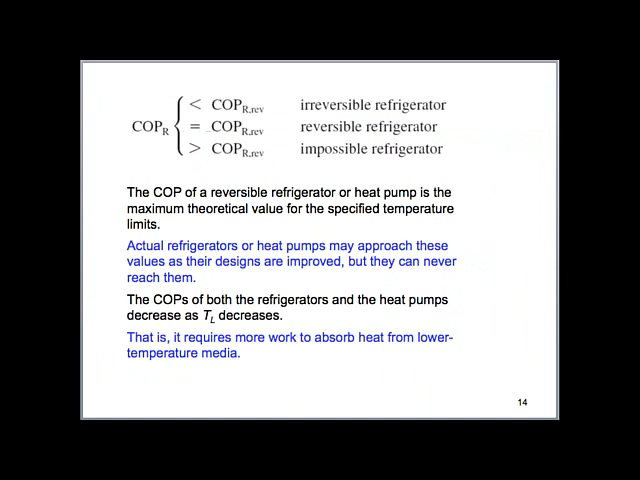 < COP_R,rev irreversible refrigerator
COP_R { = COP_R,rev reversible refrigerator
> COP_R,rev impossible refrigerator
The COP of a reversible refrigerator or heat pump is the
maximum theoretical value for the specified temperature
limits.
Actual refrigerators or heat pumps may approach these
values as their designs are improved, but they can never
reach them.
The COPs of both the refrigerators and the heat pumps
decrease as T_L decreases.
That is, it requires more work to absorb heat from lower-
temperature media.
14